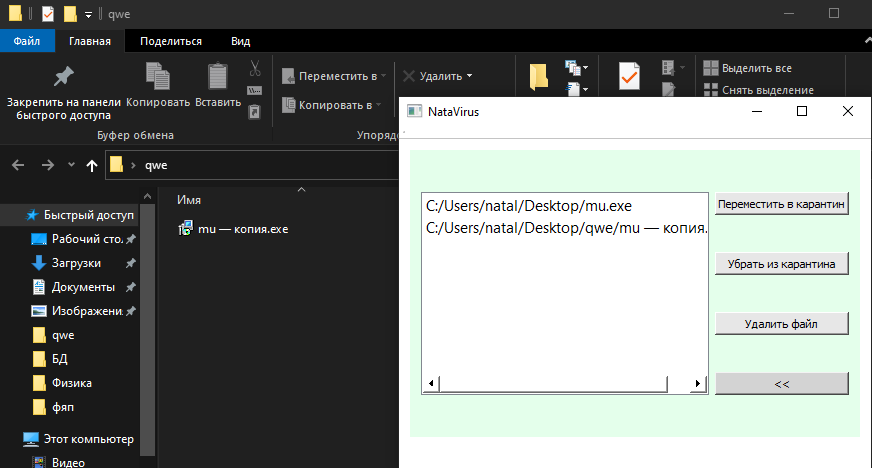 qwe
Файл Главная Поделиться Вид
Закрепить на панели быстрого доступа
Копировать
Вставить
Переместить в
Копировать в
Удалить
Выделить все
Снять выделение
Буфер обмена
Упоряд
qwe
Быстрый доступ
Рабочий сто.
Загрузки
Документы
Изображени
qwe
БД
Физика
фяп
Этот компьютер
Видео
Имя
mu — копия.exe
NataVirus
C:/Users/natal/Desktop/mu.exe
C:/Users/natal/Desktop/qwe/mu — копия.
Переместить в карантин
Убрать из карантина
Удалить файл
<<